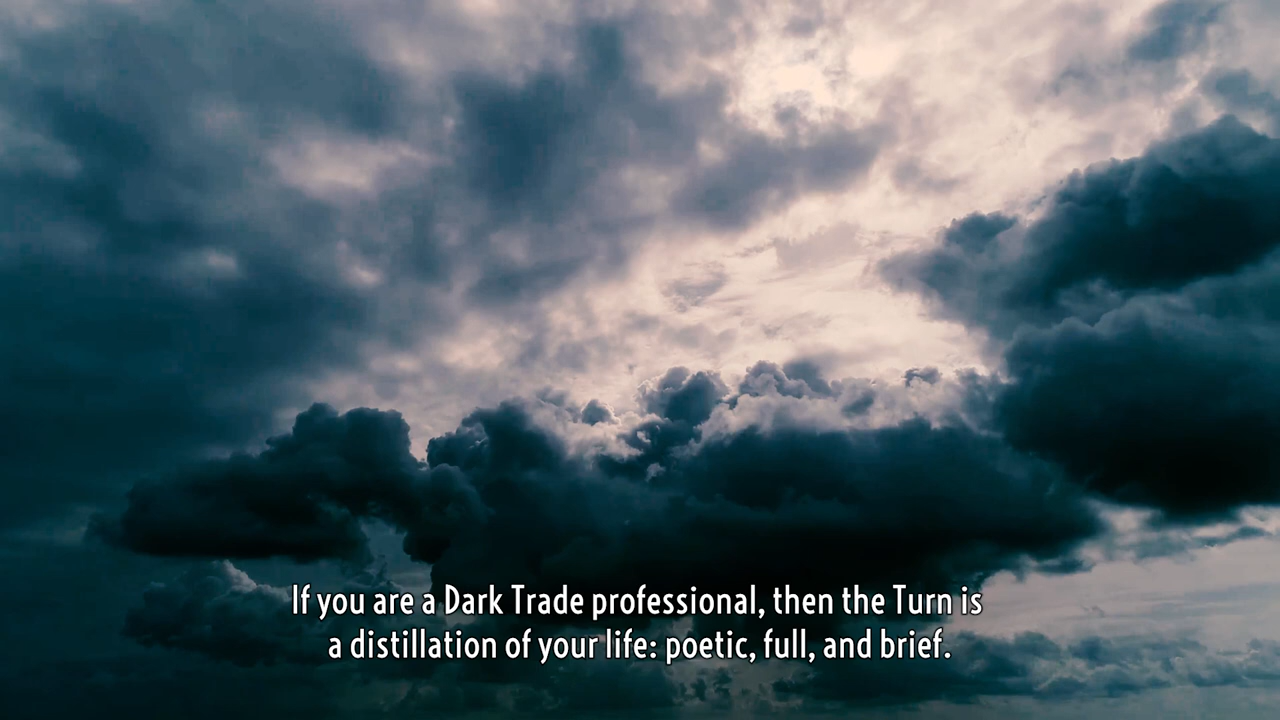 If you are a Dark Trade professional, then the Turn is
a distillation of your life: poetic, full, and brief.